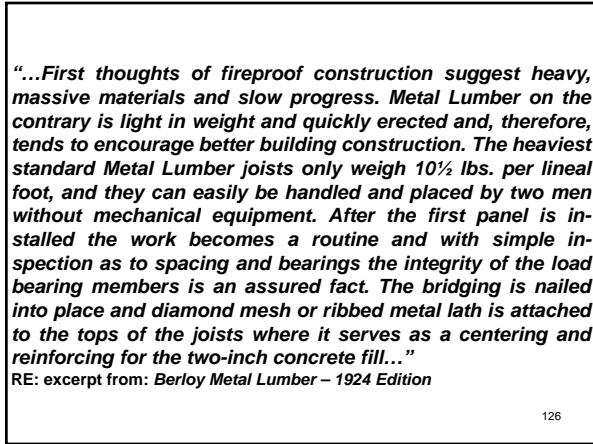 “…First thoughts of fireproof construction suggest heavy,
massive materials and slow progress. Metal Lumber on the
contrary is light in weight and quickly erected and, therefore,
tends to encourage better building construction. The heaviest
standard Metal Lumber joists only weigh 10½ lbs. per lineal
foot, and they can easily be handled and placed by two men
without mechanical equipment. After the first panel is in-
stalled the work becomes a routine and with simple in-
spection as to spacing and bearings the integrity of the load
bearing members is an assured fact. The bridging is nailed
into place and diamond mesh or ribbed metal lath is attached
to the tops of the joists where it serves as a centering and
reinforcing for the two-inch concrete fill…”
RE: excerpt from: Berloy Metal Lumber – 1924 Edition
126